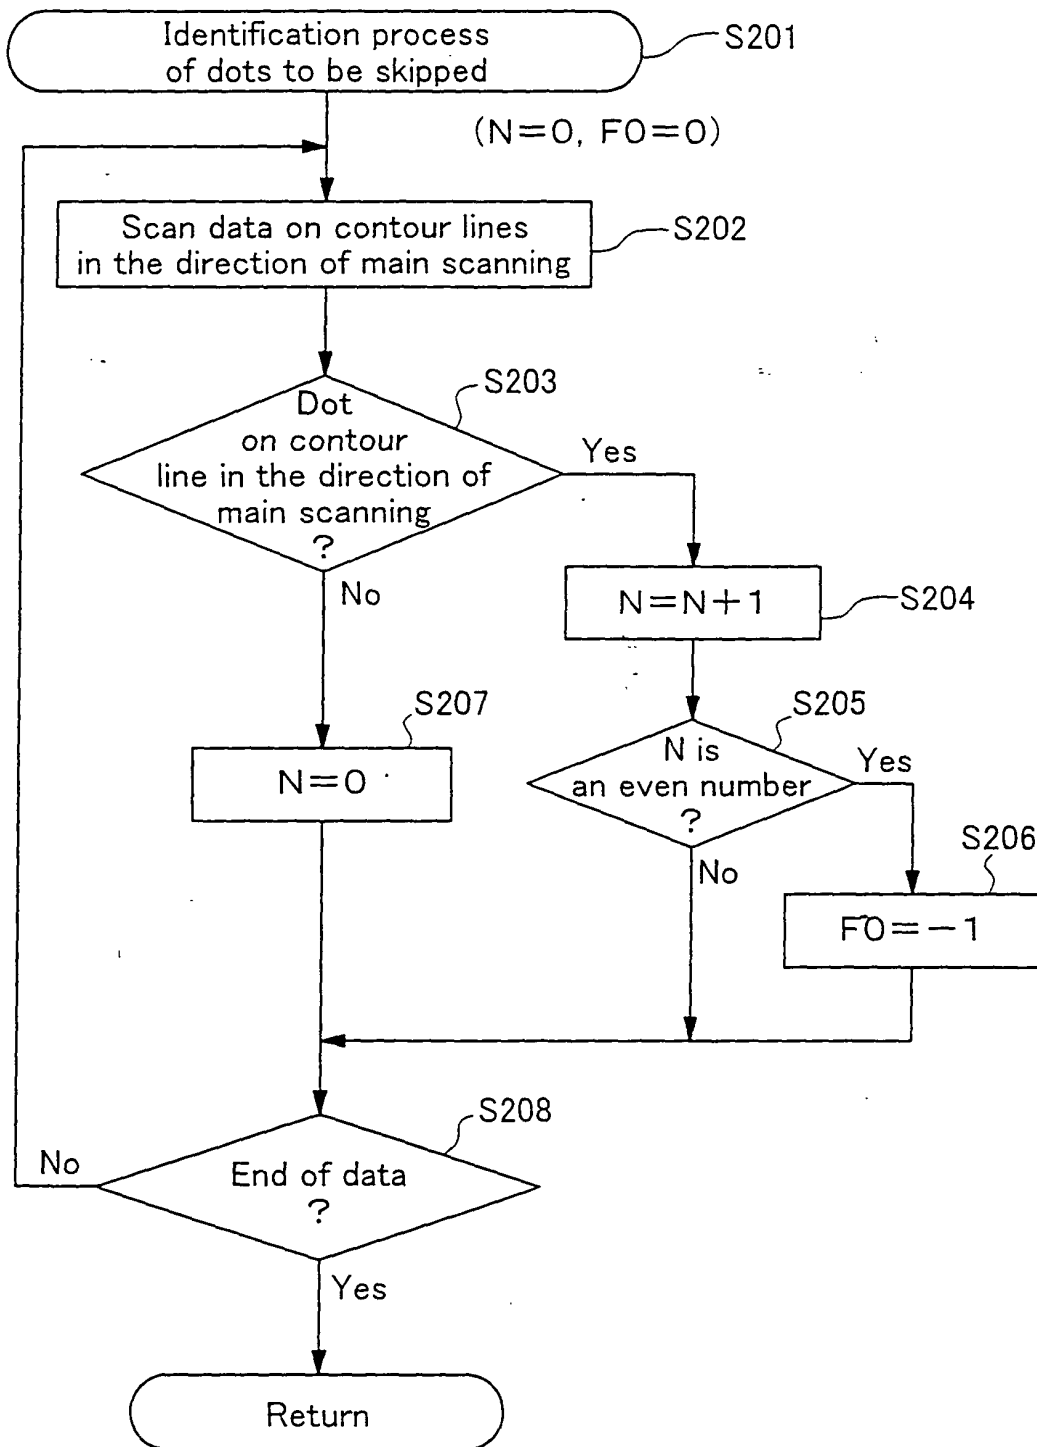 Identification process
of dots to be skipped
S201
(N=0, F0=0)
Scan data on contour lines
in the direction of main scanning
S202
S203
Dot
on contour
line in the direction of
main scanning
?
Yes
No
N=N+1
S204
S207
N=0
S205
N is
an even number
?
Yes
No
S206
F0=-1
S208
End of data
?
No
Yes
Return